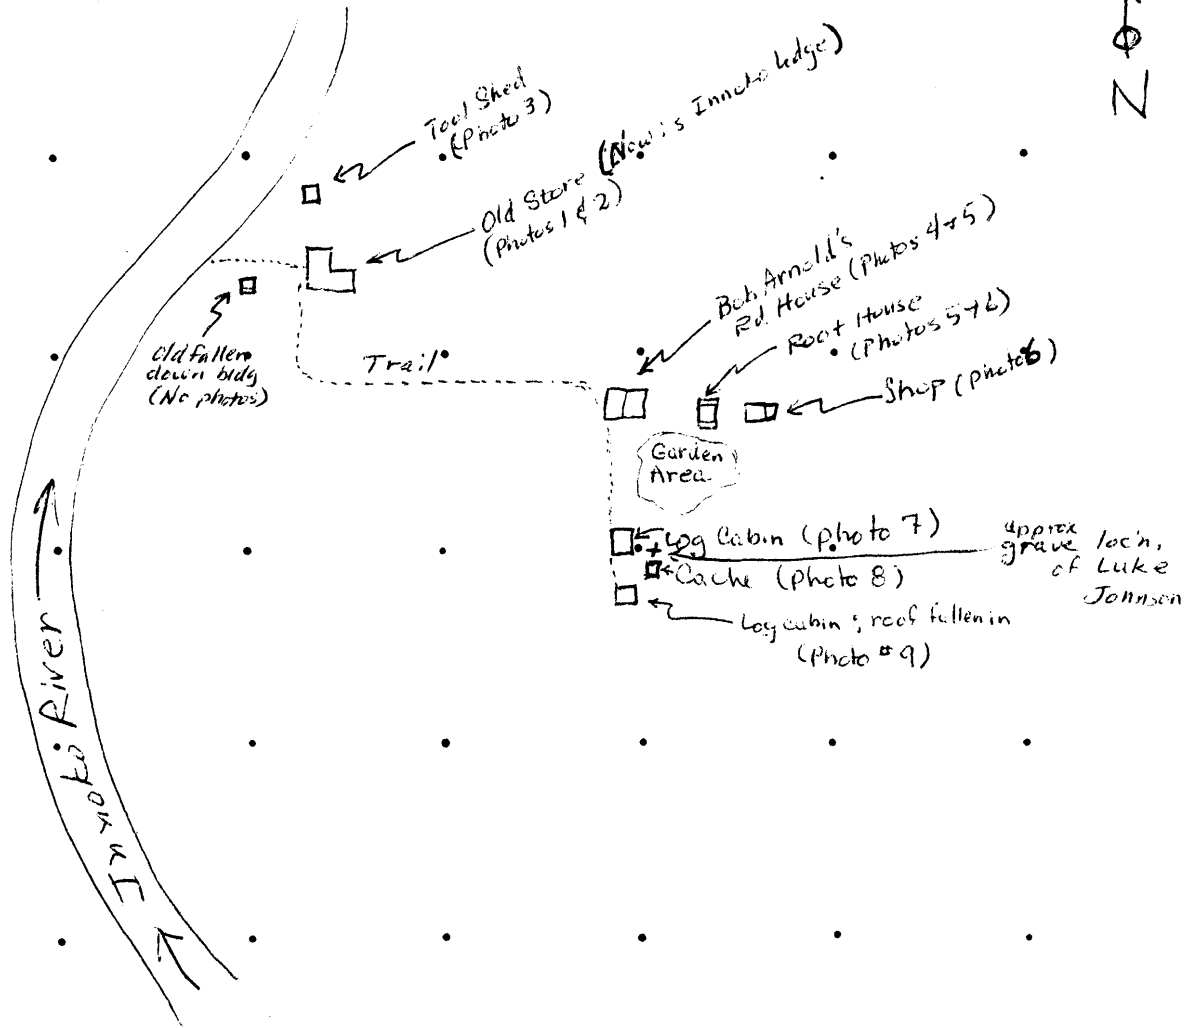 N
Tool Shed
(Photo 3)
Old Store (Now is Innoko Lodge)
(Photos 1 & 2)
Bob Arnold's
Rd. House (Photos 4+5)
Root House
(Photos 5+6)
Shop (photo 6)
Old fallen
down bldg
(No photos)
Trail
Garden
Area
Log Cabin (photo 7)
approx
grave loc'n.
of Luke
Johnson
Cache (Photo 8)
Log cabin; roof fallen in
(Photo #9)
Innoko River